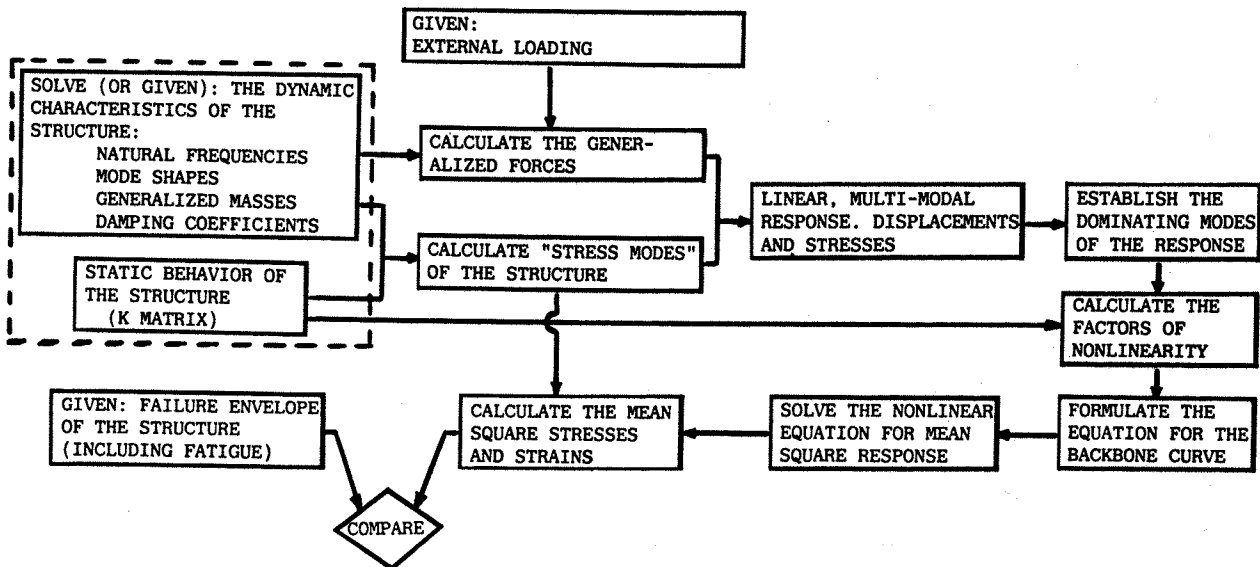 GIVEN:
EXTERNAL LOADING
SOLVE (OR GIVEN): THE DYNAMIC
CHARACTERISTICS OF THE
STRUCTURE:
NATURAL FREQUENCIES
MODE SHAPES
GENERALIZED MASSES
DAMPING COEFFICIENTS
CALCULATE THE GENER-
ALIZED FORCES
LINEAR, MULTI-MODAL
RESPONSE. DISPLACEMENTS
AND STRESSES
ESTABLISH THE
DOMINATING MODES
OF THE RESPONSE
CALCULATE "STRESS MODES"
OF THE STRUCTURE
STATIC BEHAVIOR OF
THE STRUCTURE
(K MATRIX)
CALCULATE THE
FACTORS OF
NONLINEARITY
GIVEN: FAILURE ENVELOPE
OF THE STRUCTURE
(INCLUDING FATIGUE)
CALCULATE THE MEAN
SQUARE STRESSES
AND STRAINS
SOLVE THE NONLINEAR
EQUATION FOR MEAN
SQUARE RESPONSE
FORMULATE THE
EQUATION FOR THE
BACKBONE CURVE
COMPARE